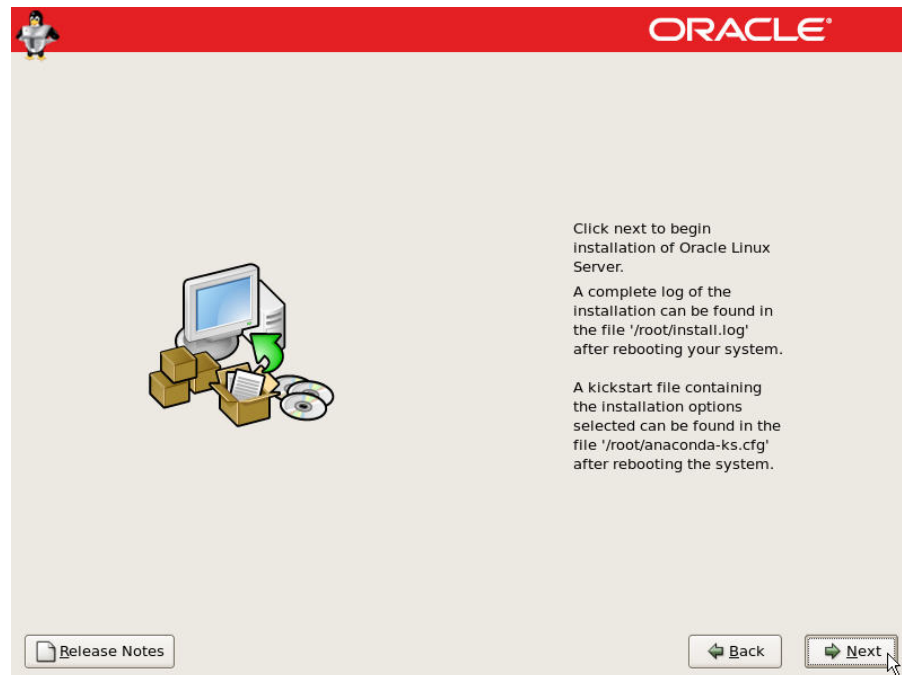 ORACLE
Click next to begin
installation of Oracle Linux
Server.
A complete log of the
installation can be found in
the file '/root/install.log'
after rebooting your system.
A kickstart file containing
the installation options
selected can be found in the
file '/root/anaconda-ks.cfg'
after rebooting the system.
Release Notes
Back
Next